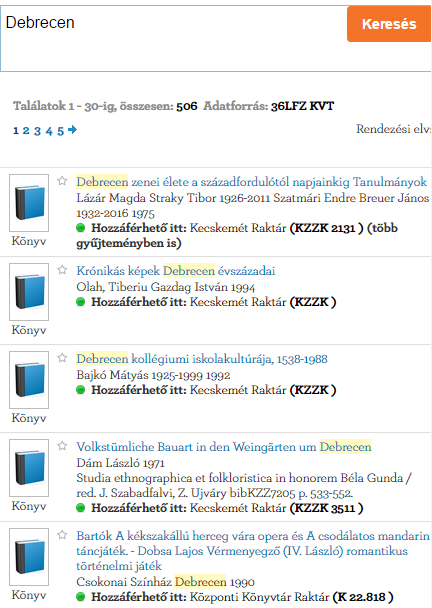 Debrecen
Keresés
Találatok 1 - 30-ig, összesen: 506 Adatforrás: 36LFZ KVT
1 2 3 4 5
Rendezési elv:
Debrecen zenei élete a századfordulótól napjainkig Tanulmányok
Lázár Magda Straky Tibor 1926-2011 Szatmári Endre Breuer János
1932-2016 1975
Hozzáférhető itt: Kecskemét Raktár (KZZK 2131 ) (több
gyűjteményben is)
Könyv
Krónikás képek Debrecen évszázadai
Olah, Tiberiu Gazdag István 1994
Hozzáférhető itt: Kecskemét Raktár (KZZK )
Könyv
Debrecen kollégiumi iskolakultúrája, 1538-1988
Bajkó Mátyás 1925-1999 1992
Hozzáférhető itt: Kecskemét Raktár (KZZK )
Könyv
Volkstümliche Bauart in den Weingärten um Debrecen
Dám László 1971
Studia ethnographica et folkloristica in honorem Béla Gunda /
red. J. Szabadfalvi, Z. Ujváry bibKZZ7205 p. 533-552.
Hozzáférhető itt: Kecskemét Raktár (KZZK 3511 )
Könyv
Bartók A kékszakállú herceg vára opera és A csodálatos mandarin
táncjáték. - Dobsa Lajos Vérmenyegző (IV. László) romantikus
történelmi játék
Csokonai Színház Debrecen 1990
Hozzáférhető itt: Központi Könyvtár Raktár (K 22.818 )
Könyv